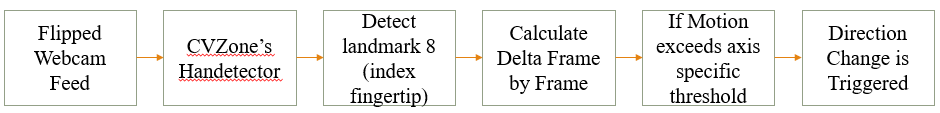 Flipped
Webcam
Feed
CVZone's
Handetector
Detect
landmark 8
(index
fingertip)
Calculate
Delta Frame
by Frame
If Motion
exceeds axis
specific
threshold
Direction
Change is
Triggered